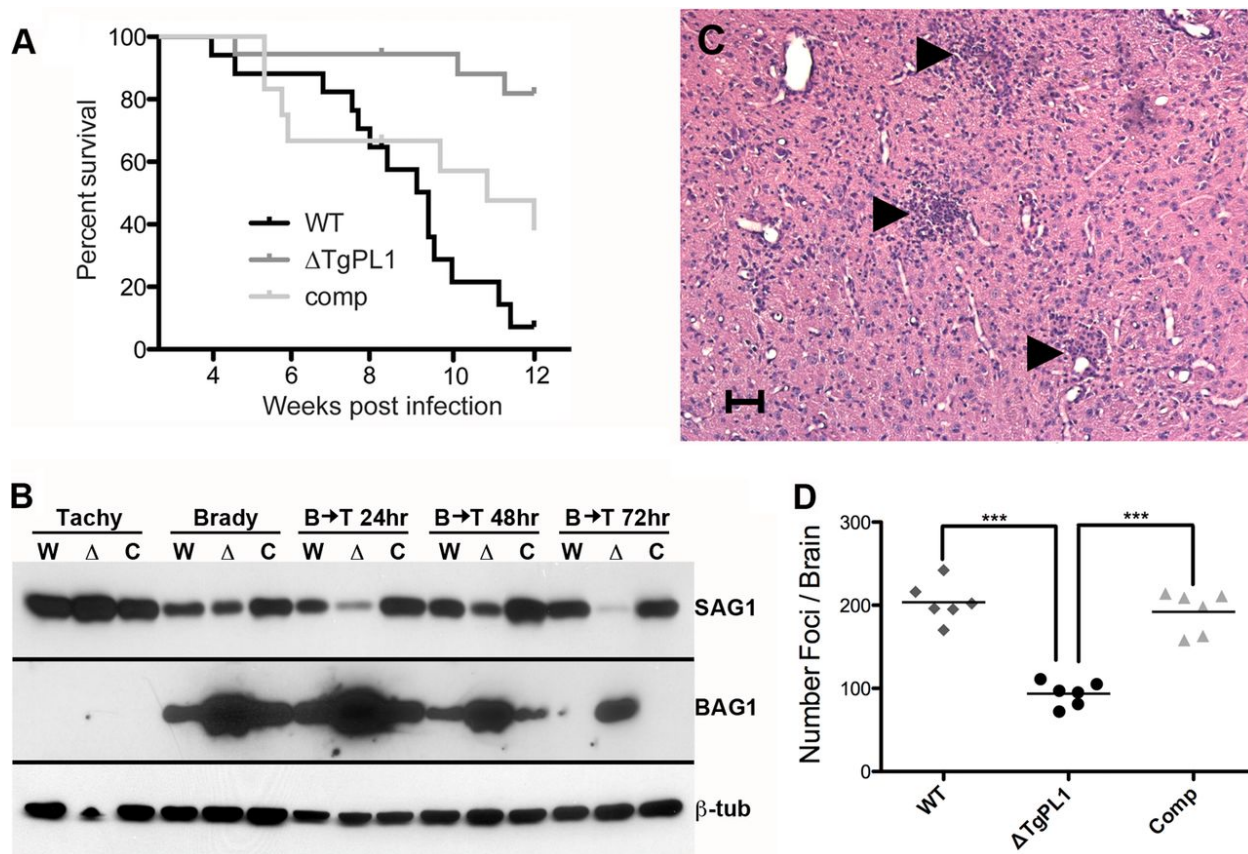 A
Percent survival
100
80
60
40
20
0
WT
ΔTgPL1
comp
4 6 8 10 12
Weeks post infection
C
B
Tachy Brady B→T 24hr B→T 48hr B→T 72hr
W Δ C W Δ C W Δ C W Δ C W Δ C
SAG1
BAG1
β-tub
D
Number Foci / Brain
300
200
100
0
*** ***
WT ΔTgPL1 Comp